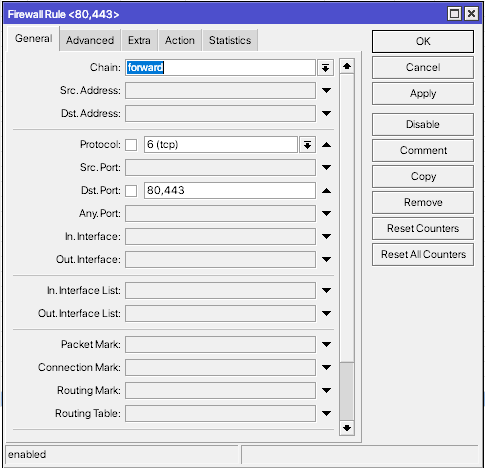 Firewall Rule <80,443>
General Advanced Extra Action Statistics
Chain: forward
Src. Address:
Dst. Address:
Protocol: 6 (tcp)
Src. Port:
Dst. Port: 80,443
Any. Port:
In. Interface:
Out. Interface:
In. Interface List:
Out. Interface List:
Packet Mark:
Connection Mark:
Routing Mark:
Routing Table:
OK
Cancel
Apply
Disable
Comment
Copy
Remove
Reset Counters
Reset All Counters
enabled